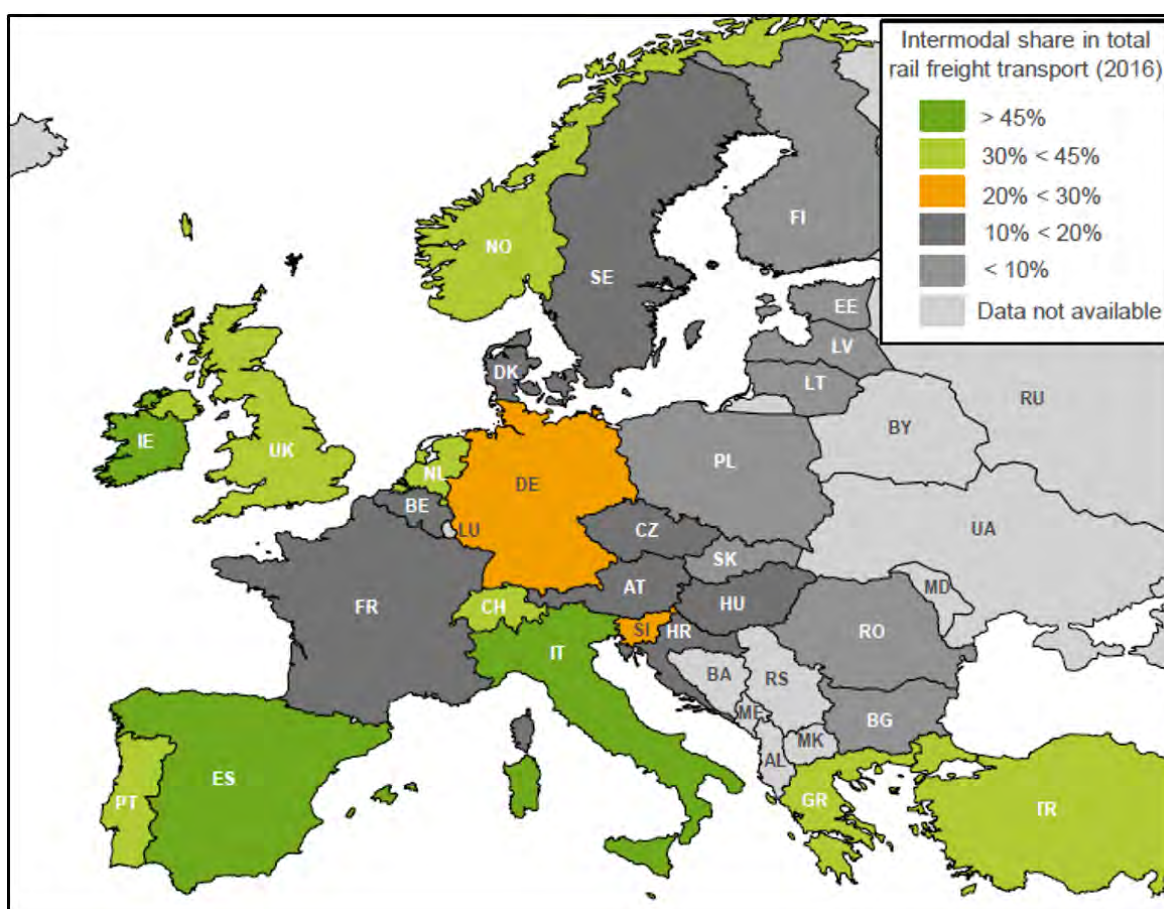 Intermodal share in total
rail freight transport (2016)
> 45%
30% < 45%
20% < 30%
10% < 20%
< 10%
Data not available
NO
SE
FI
EE
LV
LT
DK
IE
UK
NL
BE
LU
DE
PL
BY
RU
UA
CZ
SK
FR
CH
AT
HU
MD
RO
IT
SI
HR
BA
RS
ME
MK
AL
BG
PT
ES
GR
TR